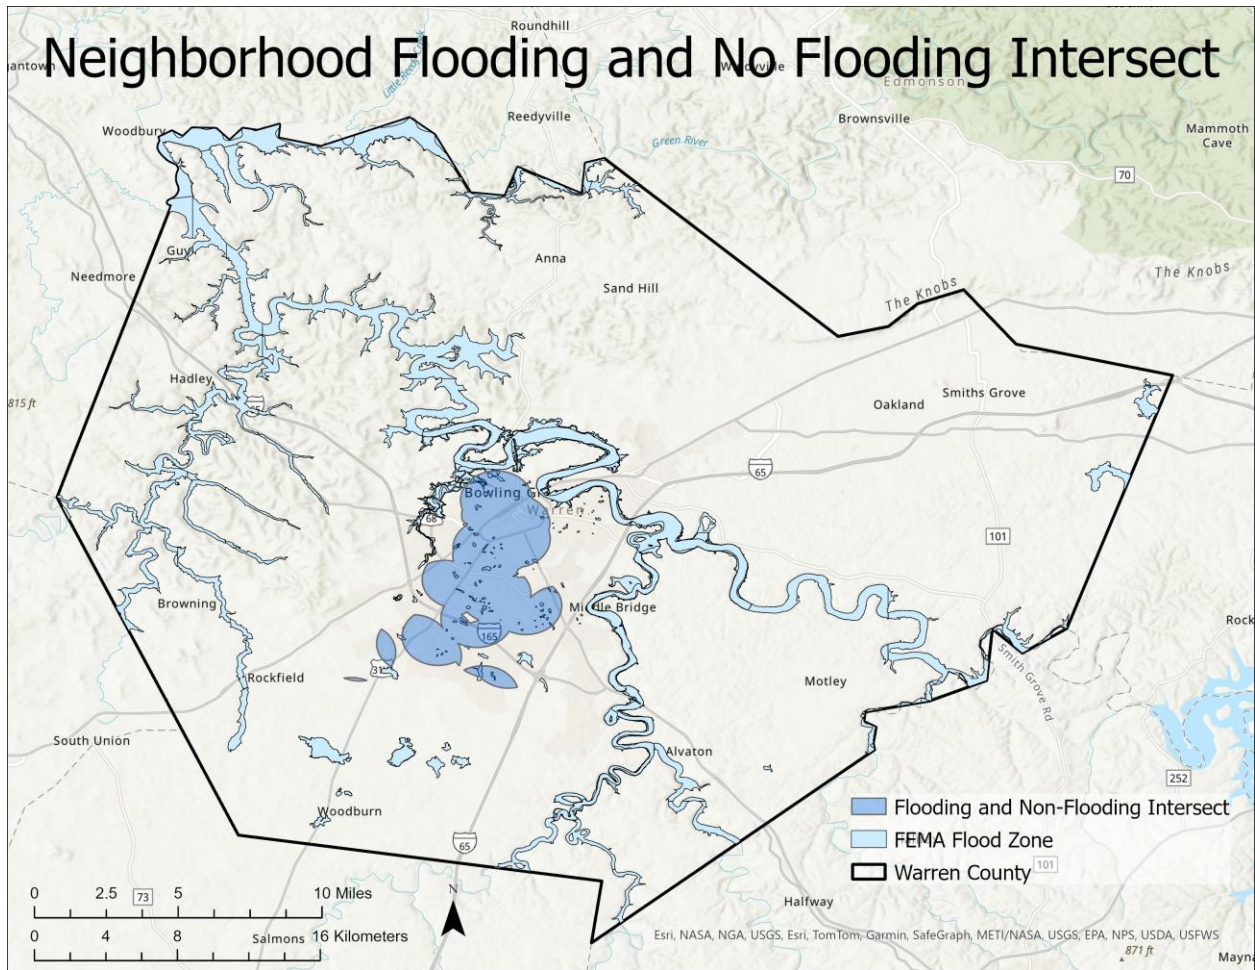 Roundhill
Neighborhood Flooding and No Flooding Intersect
Edmonson
Reedyville
Brownsville
Woodbury
Mammoth
Cave
Green River
70
Guy
Anna
Needmore
Sand Hill
The Knobs
The Knobs
Hadley
815 ft
Oakland
Smiths Grove
65
Bowling Gr
Warren
68
101
Browning
Middle Bridge
165
Rock
31
Rockfield
Motley
Smith Grove Rd
South Union
Alvaton
252
Woodburn
Flooding and Non-Flooding Intersect
FEMA Flood Zone
65
Warren County
101
0 2.5 5 10 Miles
73
N
Halfway
0 4 8 16 Kilometers
Salmons
Esri, NASA, NGA, USGS, Esri, TomTom, Garmin, SafeGraph, METI/NASA, USGS, EPA, NPS, USDA, USFWS
871 ft
Mayn